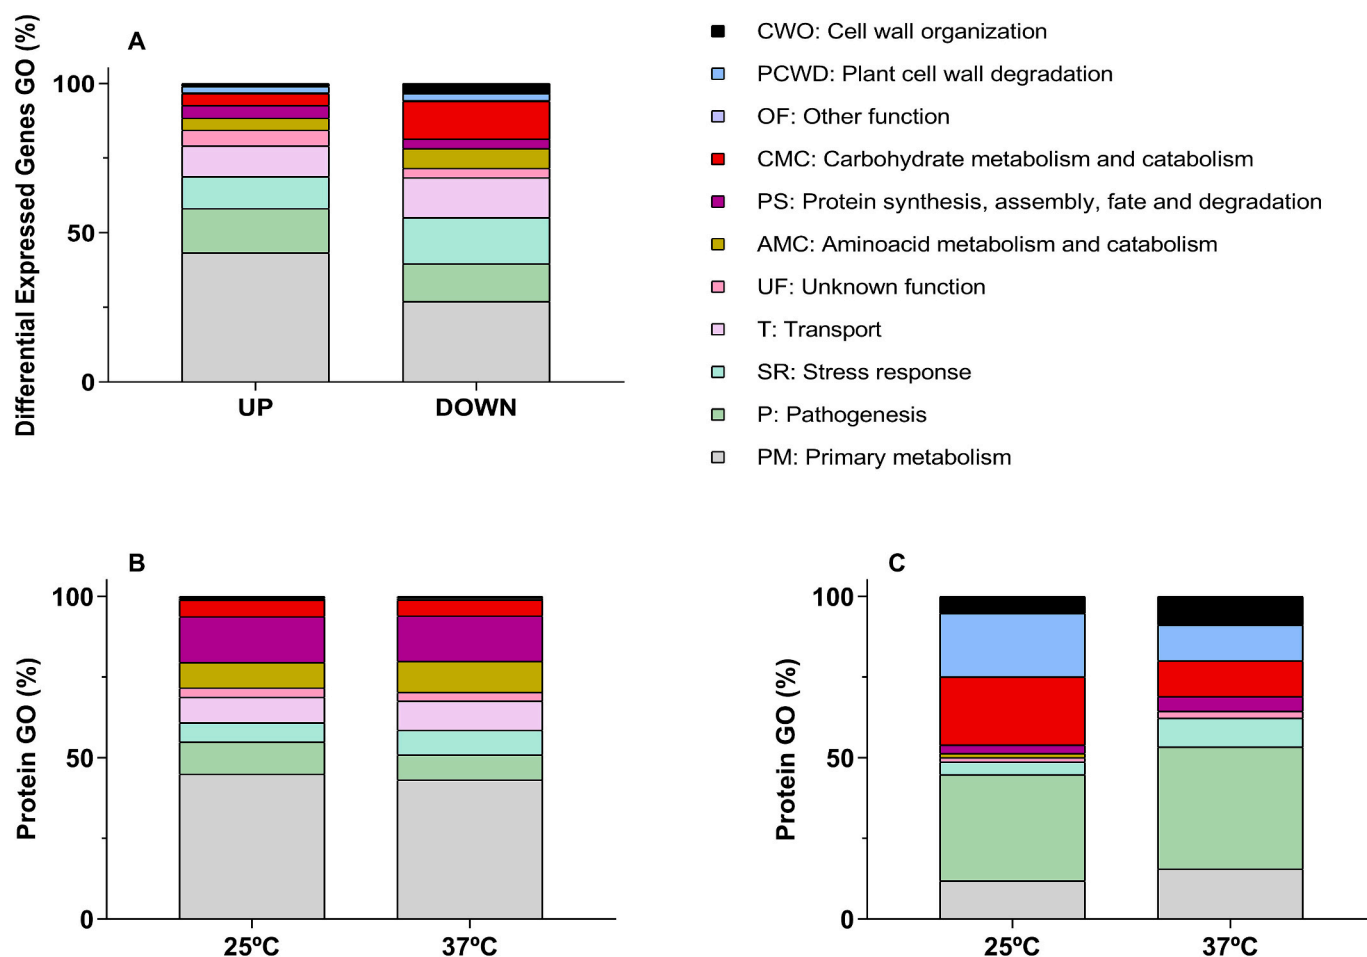 A
Differential Expressed Genes GO (%)
100
50
0
UP
DOWN
CWO: Cell wall organization
PCWD: Plant cell wall degradation
OF: Other function
CMC: Carbohydrate metabolism and catabolism
PS: Protein synthesis, assembly, fate and degradation
AMC: Aminoacid metabolism and catabolism
UF: Unknown function
T: Transport
SR: Stress response
P: Pathogenesis
PM: Primary metabolism
B
Protein GO (%)
100
50
0
25ºC
37ºC
C
Protein GO (%)
100
50
0
25ºC
37ºC